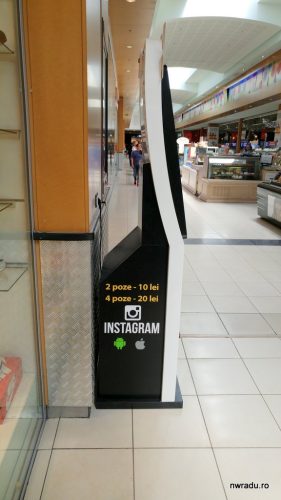 2 poze - 10 lei
4 poze - 20 lei
INSTAGRAM
nwradu.ro